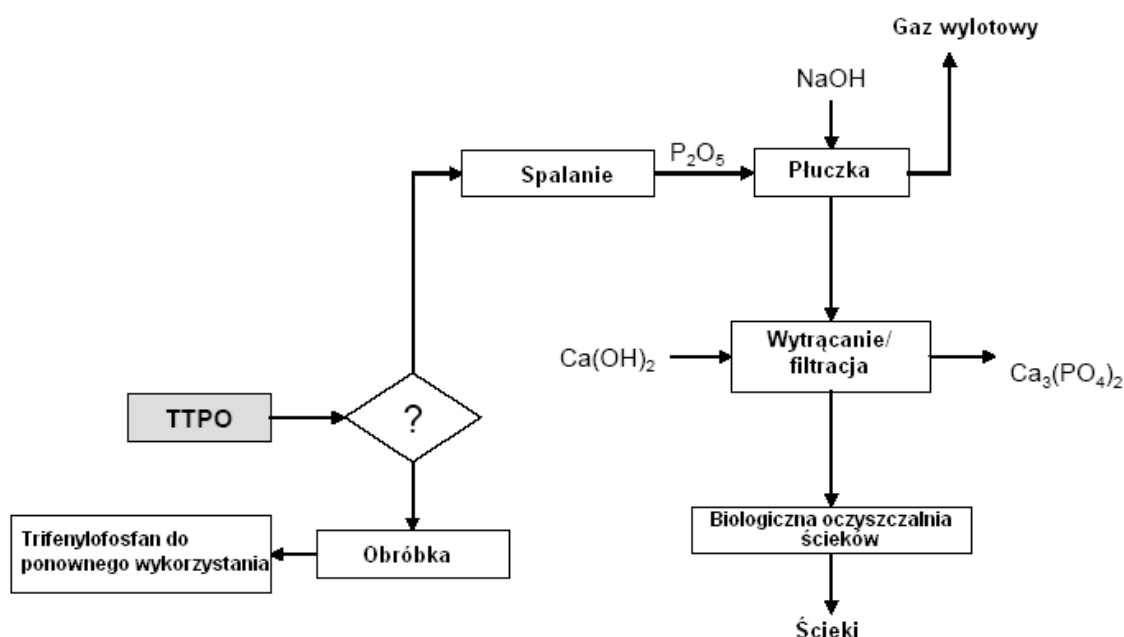 Gaz wylotowy
NaOH
Spalanie
P₂O₅
Płuczka
Ca(OH)₂
Wytrącanie/
filtracja
Ca₃(PO₄)₂
TTPO
?
Biologiczna oczyszczalnia
ścieków
Trifenylofosfan do
ponownego wykorzystania
Obróbka
Ścieki